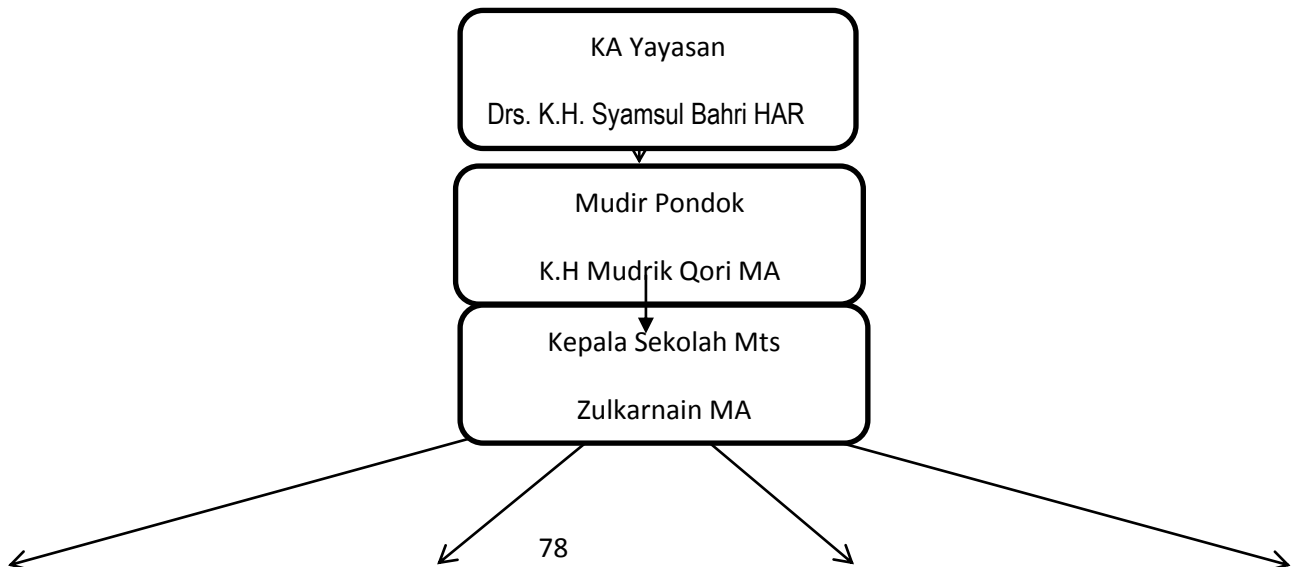 KA Yayasan
Drs. K.H. Syamsul Bahri HAR
Mudir Pondok
K.H Mudrik Qori MA
Kepala Sekolah Mts
Zulkarnain MA
78